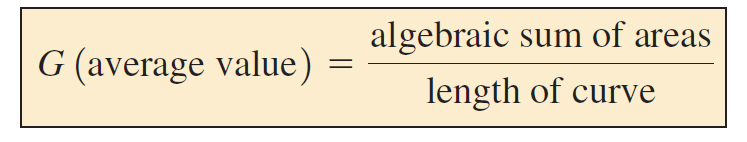 G (average value) = algebraic sum of areas
length of curve